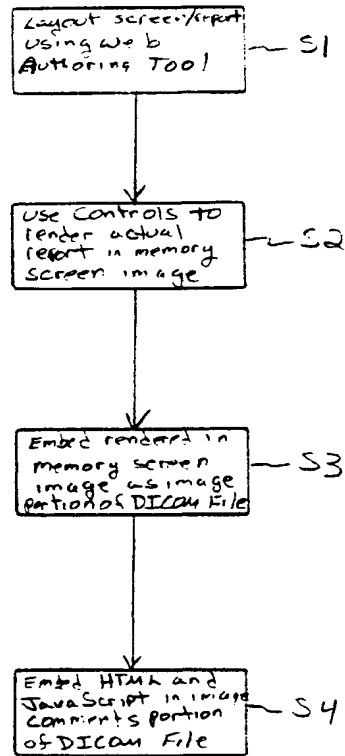 Layout screen/report
using web
Authoring Tool
S1
Use Controls to
render actual
report in memory
screen image
S2
Embed rendered in
memory screen
image as image
portion of DICOM File
S3
Embed HTML and
JavaScript in image
comments portion
of DICOM File
S4